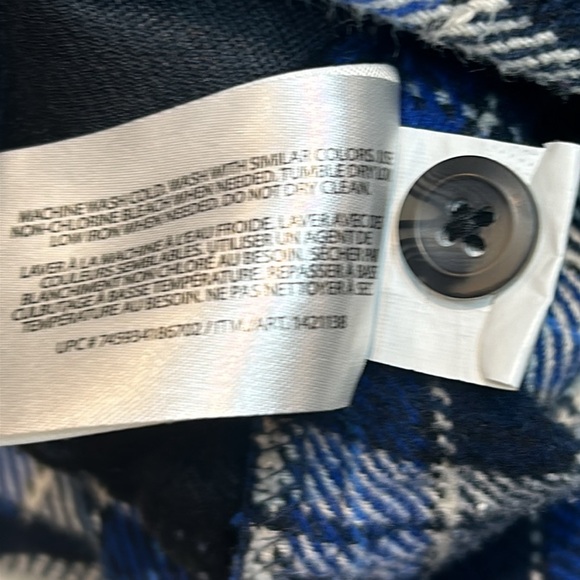 MACHINE WASH COLD, WASH WITH SIMILAR COLORS. USE
NON-CHLORINE BLEACH WHEN NEEDED. TUMBLE DRY LO
LOW IRON WHEN NEEDED. DO NOT DRY CLEAN.
LAVER À LA MACHINE À L'EAU FROIDE. LAVER AVEC DE
COULEURS SEMBLABLES. UTILISER UN AGENT DE
BLANCHIMENT NON CHLORÉ AU BESOIN. SÉCHER PAR
CULBUTAGE À BASSE TEMPÉRATURE. REPASSER À BASSE
TEMPÉRATURE AU BESOIN. NE PAS NETTOYER À SEC.
UPC # 745934186702 / ITM./ART. 1421138